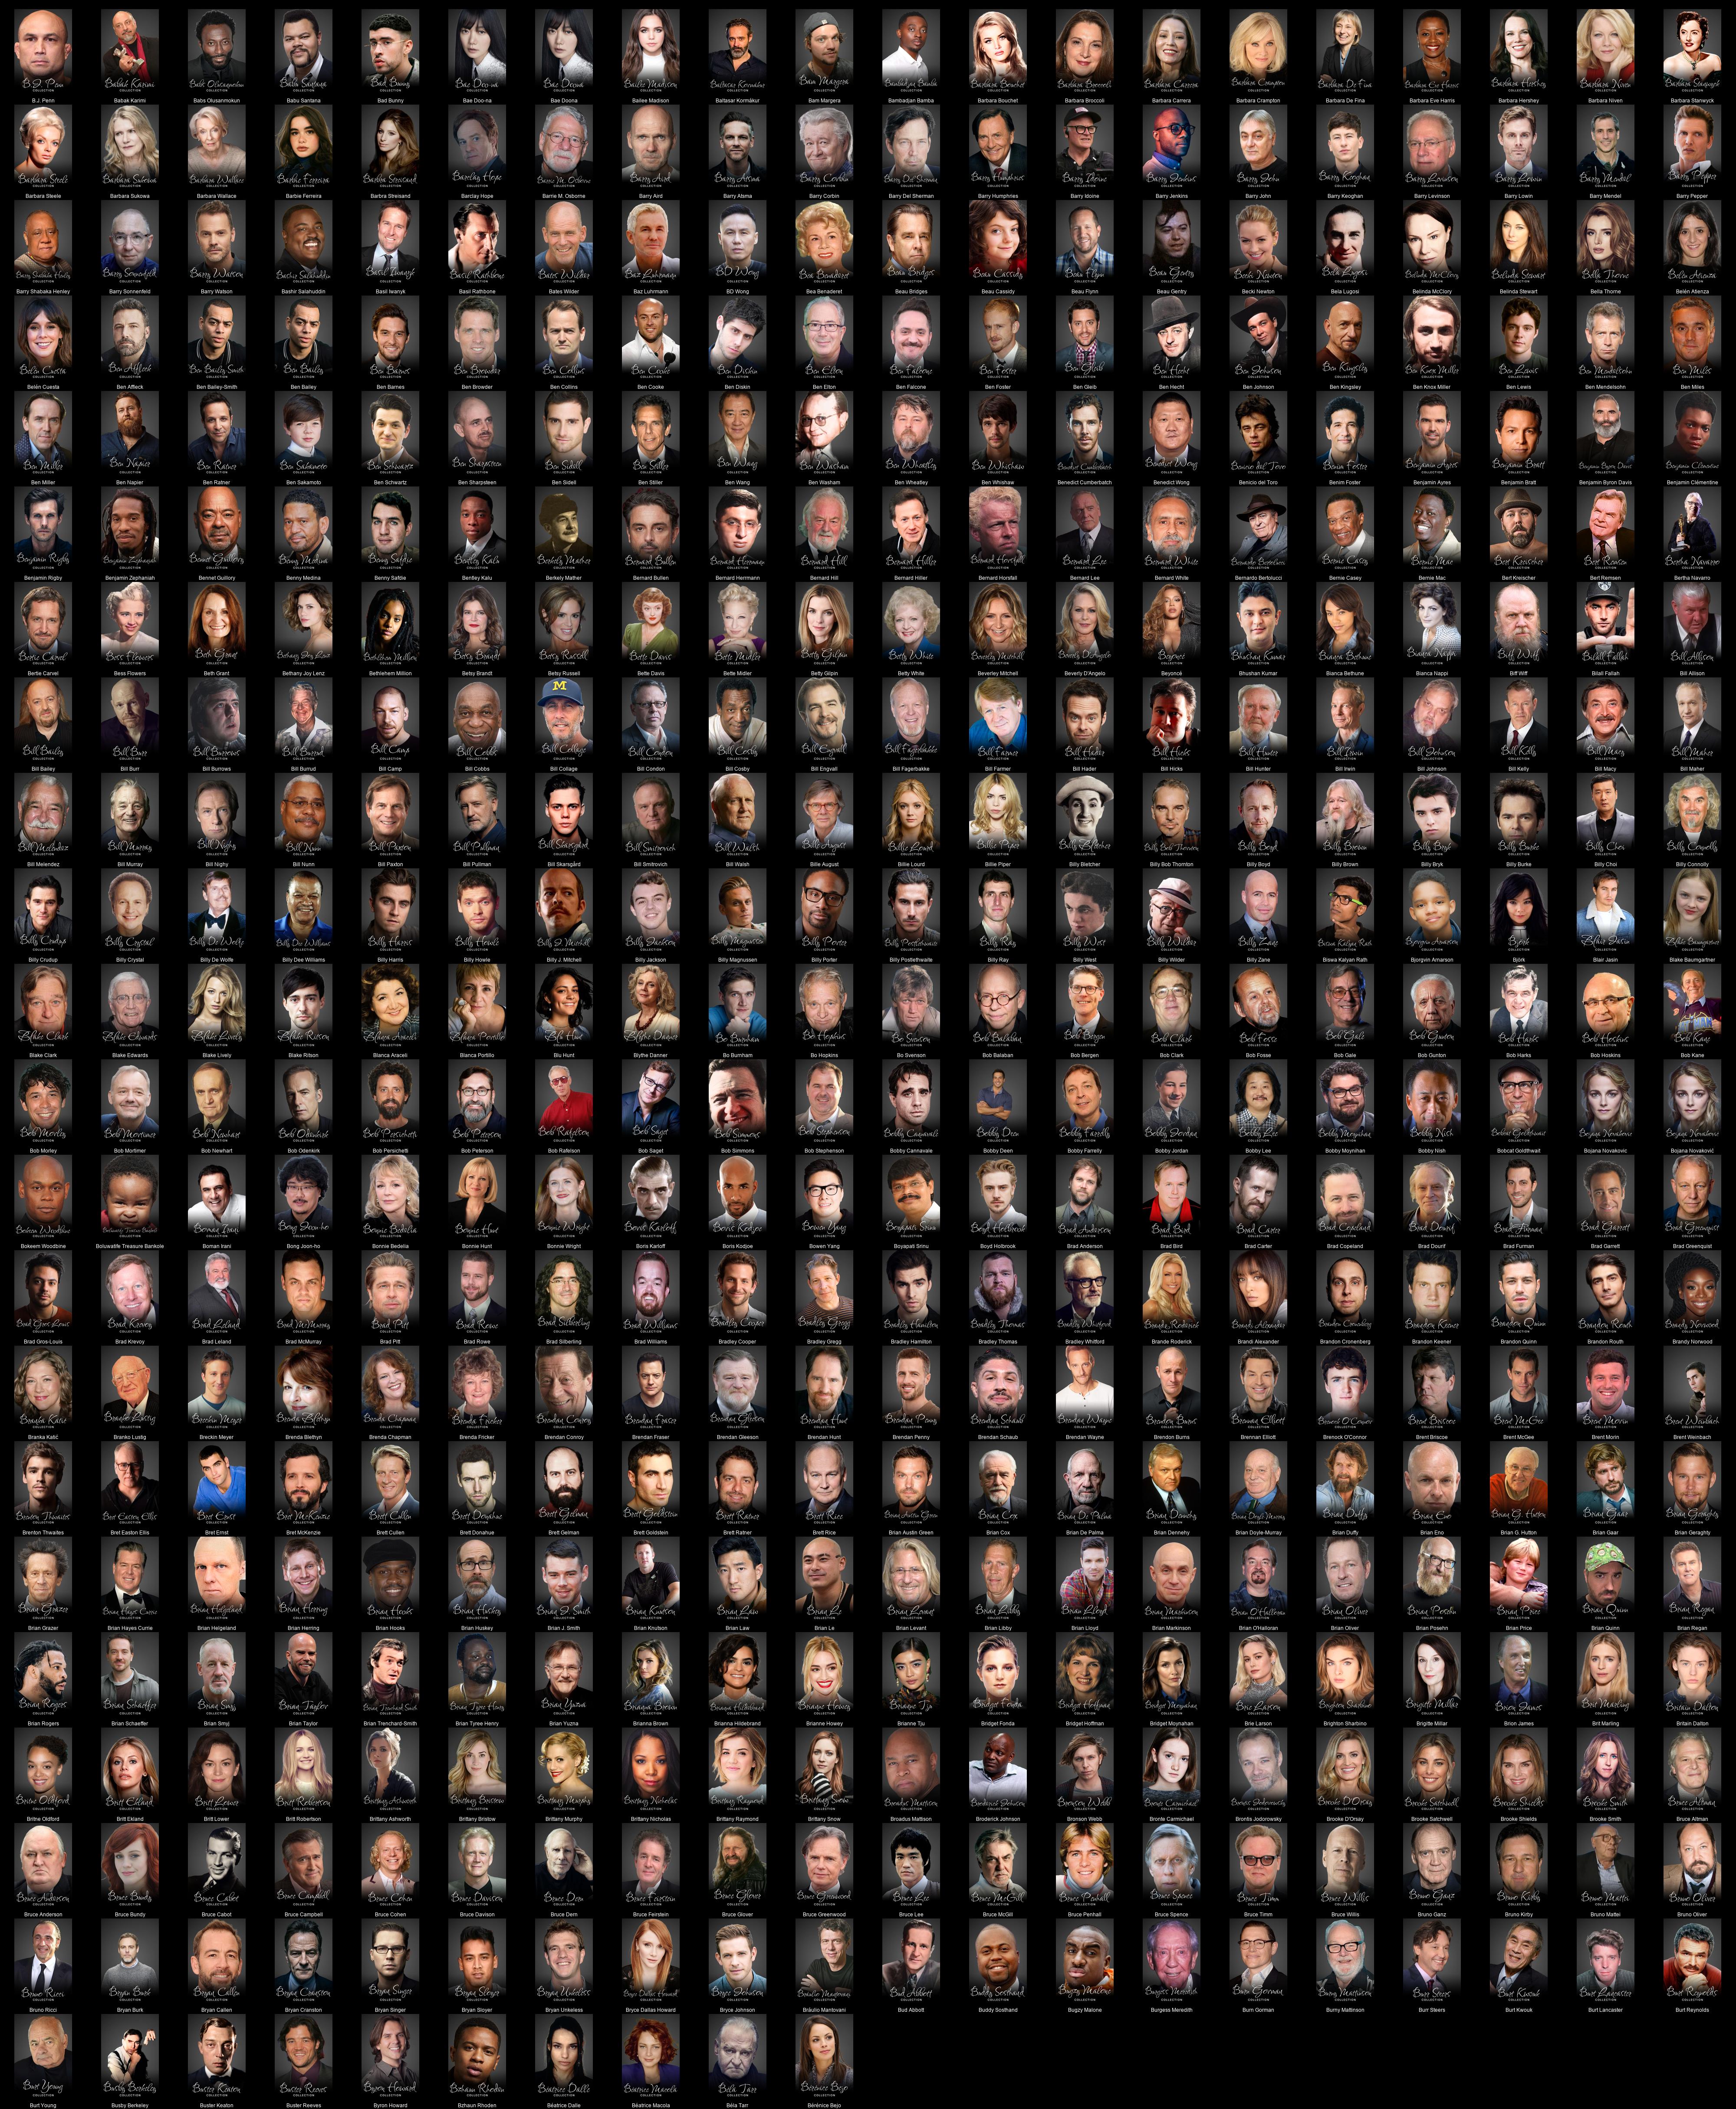 B.J. Penn Babak Karimi Babs Olusanmokun Babu Santana Bad Bunny Bae Doo-na Bae Doona Bailee Madison Baltasar Kormákur Bam Margera Bambadjan Bamba Barbara Bouchet Barbara Broccoli Barbara Carrera Barbara Crampton Barbara De Fina Barbara Eve Harris Barbara Hershey Barbara Niven Barbara Stanwyck
Barbara Steele Barbara Sukowa Barbara Wallace Barbie Ferreira Barbra Streisand Barclay Hope Barrie M. Osborne Barry Aird Barry Atsma Barry Corbin Barry Del Sherman Barry Humphries Barry Idoine Barry Jenkins Barry John Barry Keoghan Barry Levinson Barry Lowin Barry Mendel Barry Pepper
Barry Shabaka Henley Barry Sonnenfeld Barry Watson Bashir Salahuddin Basil Iwanyk Basil Rathbone Bates Wilder Baz Luhrmann BD Wong Bea Benaderet Beau Bridges Beau Cassidy Beau Flynn Beau Gentry Becki Newton Bela Lugosi Belinda McClory Belinda Stewart Bella Thorne Belén Atienza
Belén Cuesta Ben Affleck Ben Bailey-Smith Ben Bailey Ben Barnes Ben Browder Ben Collins Ben Cooke Ben Diskin Ben Elton Ben Falcone Ben Foster Ben Gleib Ben Hecht Ben Johnson Ben Kingsley Ben Knox Miller Ben Lewis Ben Mendelsohn Ben Miles
Ben Miller Ben Napier Ben Ratner Ben Sakamoto Ben Schwartz Ben Sharpsteen Ben Sidell Ben Stiller Ben Wang Ben Washam Ben Wheatley Ben Whishaw Benedict Cumberbatch Benedict Wong Benicio del Toro Benim Foster Benjamin Ayres Benjamin Bratt Benjamin Byron Davis Benjamin Clémentine
Benjamin Rigby Benjamin Zephaniah Bennet Guillory Benny Medina Benny Safdie Bentley Kalu Berkely Mather Bernard Bullen Bernard Herrmann Bernard Hill Bernard Hiller Bernard Horsfall Bernard Lee Bernard White Bernardo Bertolucci Bernie Casey Bernie Mac Bert Kreischer Bert Remsen Bertha Navarro
Bertie Carvel Bess Flowers Beth Grant Bethany Joy Lenz Bethlehem Million Betsy Brandt Betsy Russell Bette Davis Bette Midler Betty Gilpin Betty White Beverley Mitchell Beverly D'Angelo Beyoncé Bhushan Kumar Bianca Bethune Bianca Nappi Biff Wiff Bilall Fallah Bill Allison
Bill Bailey Bill Burr Bill Burrows Bill Burrud Bill Camp Bill Cobbs Bill Collage Bill Condon Bill Cosby Bill Engvall Bill Fagerbakke Bill Farmer Bill Hader Bill Hicks Bill Hunter Bill Irwin Bill Johnson Bill Kelly Bill Macy Bill Maher
Bill Melendez Bill Murray Bill Nighy Bill Nunn Bill Paxton Bill Pullman Bill Skarsgård Bill Smitrovich Bill Walsh Bille August Billie Lourd Billie Piper Billy Bletcher Billy Bob Thornton Billy Boyd Billy Brown Billy Bryk Billy Burke Billy Choi Billy Connolly
Billy Crudup Billy Crystal Billy De Wolfe Billy Dee Williams Billy Harris Billy Howle Billy J. Mitchell Billy Jackson Billy Magnussen Billy Porter Billy Postlethwaite Billy Ray Billy West Billy Wilder Billy Zane Biswa Kalyan Rath Bjorgvin Arnarson Björk Blair Jasin Blake Baumgartner
Blake Clark Blake Edwards Blake Lively Blake Ritson Blanca Araceli Blanca Portillo Blu Hunt Blythe Danner Bo Burnham Bo Hopkins Bo Svenson Bob Balaban Bob Bergen Bob Clark Bob Fosse Bob Gale Bob Gunton Bob Harks Bob Hoskins Bob Kane
Bob Morley Bob Mortimer Bob Newhart Bob Odenkirk Bob Persichetti Bob Peterson Bob Rafelson Bob Saget Bob Simmons Bob Stephenson Bobby Cannavale Bobby Deen Bobby Farrelly Bobby Jordan Bobby Lee Bobby Moynihan Bobby Nish Bobcat Goldthwait Bojana Novakovic Bojana Novaković
Bokeem Woodbine Boluwatife Treasure Bankole Boman Irani Bong Joon-ho Bonnie Bedelia Bonnie Hunt Bonnie Wright Boris Karloff Boris Kodjoe Bowen Yang Boyapati Srinu Boyd Holbrook Brad Anderson Brad Bird Brad Carter Brad Copeland Brad Dourif Brad Furman Brad Garrett Brad Greenquist
Brad Gros-Louis Brad Krevoy Brad Leland Brad McMurray Brad Pitt Brad Rowe Brad Silberling Brad Williams Bradley Cooper Bradley Gregg Bradley Hamilton Bradley Thomas Bradley Whitford Brande Roderick Brandi Alexander Brandon Cronenberg Brandon Keener Brandon Quinn Brandon Routh Brandy Norwood
Branka Katić Branko Lustig Breckin Meyer Brenda Blethyn Brenda Chapman Brenda Fricker Brendan Conroy Brendan Fraser Brendan Gleeson Brendan Hunt Brendan Penny Brendan Schaub Brendan Wayne Brendon Burns Brennan Elliott Brenock O'Connor Brent Briscoe Brent McGee Brent Morin Brent Weinbach
Brenton Thwaites Bret Easton Ellis Bret Ernst Bret McKenzie Brett Cullen Brett Donahue Brett Gelman Brett Goldstein Brett Ratner Brett Rice Brian Austin Green Brian Cox Brian De Palma Brian Dennehy Brian Doyle-Murray Brian Duffy Brian Eno Brian G. Hutton Brian Gaar Brian Geraghty
Brian Grazer Brian Hayes Currie Brian Helgeland Brian Herring Brian Hooks Brian Huskey Brian J. Smith Brian Knutson Brian Law Brian Le Brian Levant Brian Libby Brian Lloyd Brian Markinson Brian O'Halloran Brian Oliver Brian Posehn Brian Price Brian Quinn Brian Regan
Brian Rogers Brian Schaeffer Brian Smyj Brian Taylor Brian Trenchard-Smith Brian Tyree Henry Brian Yuzna Brianna Brown Brianna Hildebrand Brianne Howey Brianne Tju Bridget Fonda Bridget Hoffman Bridget Moynahan Brie Larson Brighton Sharbino Brigitte Millar Brion James Brit Marling Britain Dalton
Britne Oldford Britt Ekland Britt Lower Britt Robertson Brittany Ashworth Brittany Bristow Brittany Murphy Brittany Nicholas Brittany Raymond Brittany Snow Broadus Mattison Broderick Johnson Bronson Webb Bronte Carmichael Brontis Jodorowsky Brooke D'Orsay Brooke Satchwell Brooke Shields Brooke Smith Bruce Altman
Bruce Anderson Bruce Bundy Bruce Cabot Bruce Campbell Bruce Cohen Bruce Davison Bruce Dern Bruce Feirstein Bruce Glover Bruce Greenwood Bruce Lee Bruce McGill Bruce Penhall Bruce Spence Bruce Timm Bruce Willis Bruno Ganz Bruno Kirby Bruno Mattei Bruno Oliver
Bruno Ricci Bryan Burk Bryan Callen Bryan Cranston Bryan Singer Bryan Sloyer Bryan Unkeless Bryce Dallas Howard Bryce Johnson Bráulio Mantovani Bud Abbott Buddy Sosthand Bugzy Malone Burgess Meredith Burn Gorman Burny Mattinson Burr Steers Burt Kwouk Burt Lancaster Burt Reynolds
Burt Young Busby Berkeley Buster Keaton Buster Reeves Byron Howard Bzhaun Rhoden Béatrice Dalle Béatrice Macola Béla Tarr Bérénice Bejo